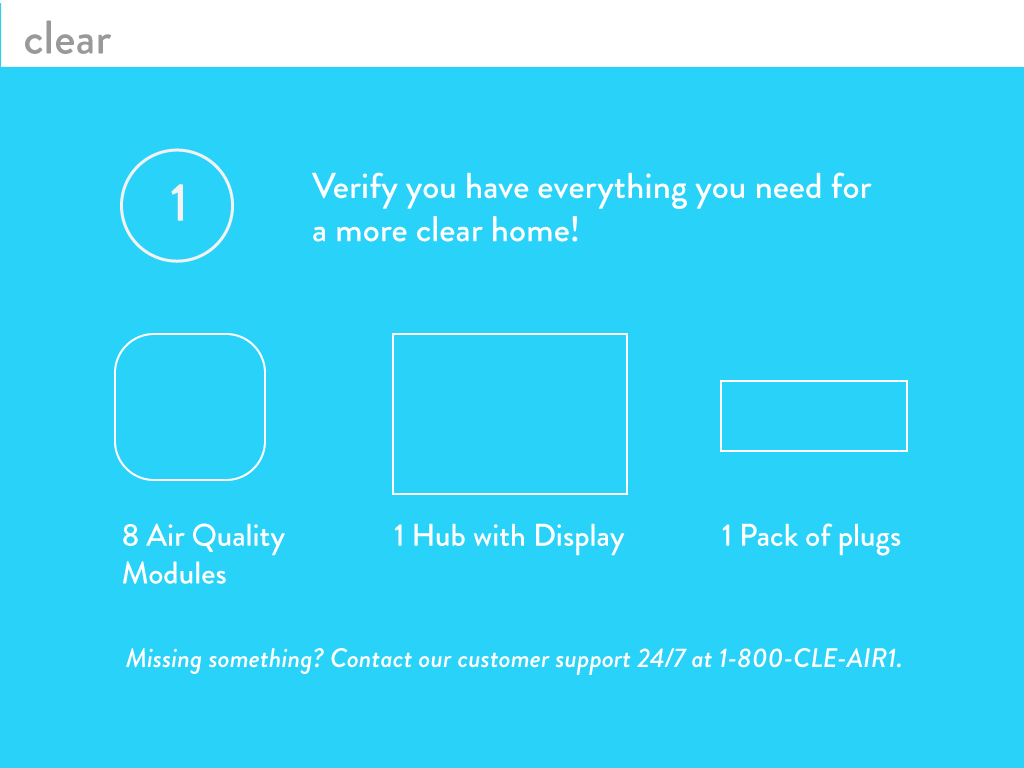 clear
1
Verify you have everything you need for
a more clear home!
8 Air Quality
Modules
1 Hub with Display
1 Pack of plugs
Missing something? Contact our customer support 24/7 at 1-800-CLE-AIR1.